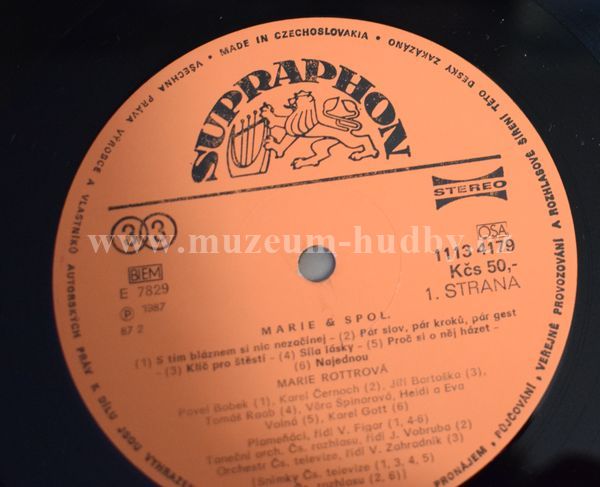 VŠECHNA PRÁVA VÝROBCE A VLASTNÍKŮ AUTORSKÝCH PRÁV K DÍLU JSOU VYHRAZENA
MADE IN CZECHOSLOVAKIA • ŠÍŘENÍ TÉTO DESKY ZAKÁZÁNO
PRONÁJEM • PŮJČOVÁNÍ • VEŘEJNÉ PROVOZOVÁNÍ A ROZHLASOVÉ
SUPRAPHON
STEREO
33
OSA
www.muzeum-hudby.cz
BIEM
1113 4179
E 7829
Kčs 50,-
℗ 1987
1. STRANA
87 2
MARIE & SPOL.
(1) S tím bláznem si nic nezačínej - (2) Pár slov, pár kroků, pár gest
- (3) Klíč pro štěstí - (4) Síla lásky - (5) Proč si o něj házet -
(6) Najednou
MARIE ROTTROVÁ
Pavel Bobek (1), Karel Černoch (2), Jiří Bartoška (3)
Tomáš Raab (4), Věra Špinarová, Heidi a Eva
Volná (5), Karel Gott (6)
Plameňáci, řídí V. Figar (1, 4-6)
Taneční orch. Čs. rozhlasu, řídí J. Vobruba (2)
Orchestr Čs. televize, řídí V. Zahradník (3)
[Snímky Čs. televize (1, 3, 4, 5)
Čs. rozhlasu (2, 6)]